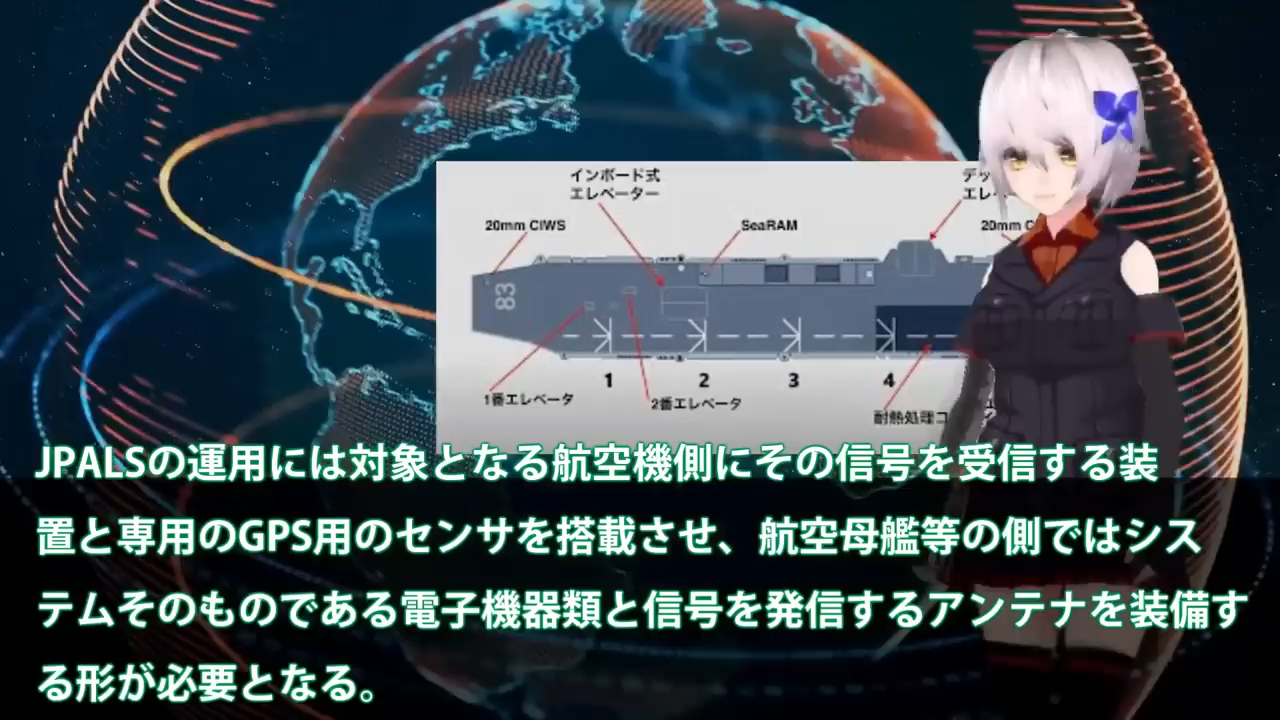 インボード式
エレベーター
デッ
エレ
20mm CIWS
SeaRAM
20mm C
83
1
2
3
4
1番エレベータ
2番エレベータ
耐熱処理コ
JPALSの運用には対象となる航空機側にその信号を受信する装
置と専用のGPS用のセンサを搭載させ、航空母艦等の側ではシス
テムそのものである電子機器類と信号を発信するアンテナを装備す
る形が必要となる。